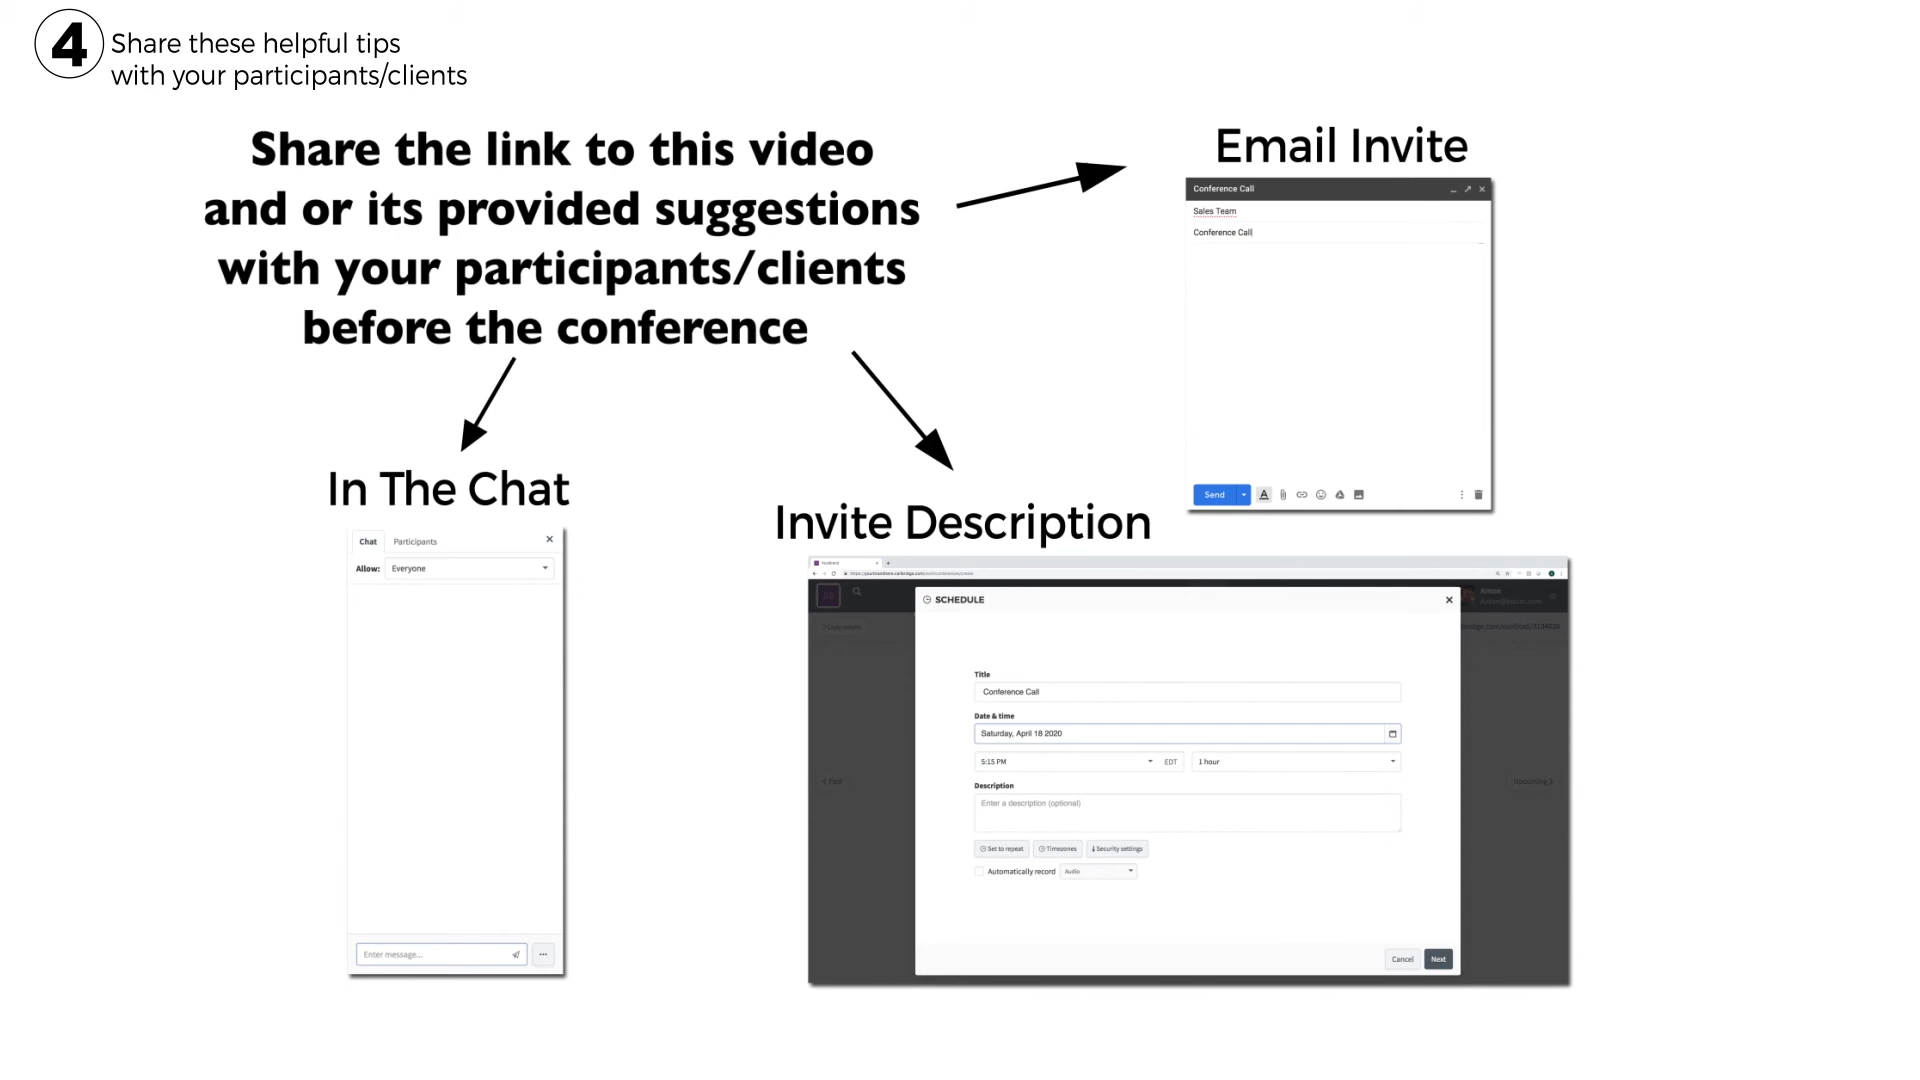 4
Share these helpful tips
with your participants/clients
Share the link to this video
and or its provided suggestions
with your participants/clients
before the conference
Email Invite
Conference Call
Sales Team
Conference Call
Send
In The Chat
Chat Participants
Allow: Everyone
Enter message...
Invite Description
SCHEDULE
Title
Conference Call
Date & time
Saturday, April 18 2020
5:15 PM EDT 1 hour
Description
Enter a description (optional)
Set to repeat Timezones Security settings
Automatically record Audio
Past
Upcoming
Cancel Next